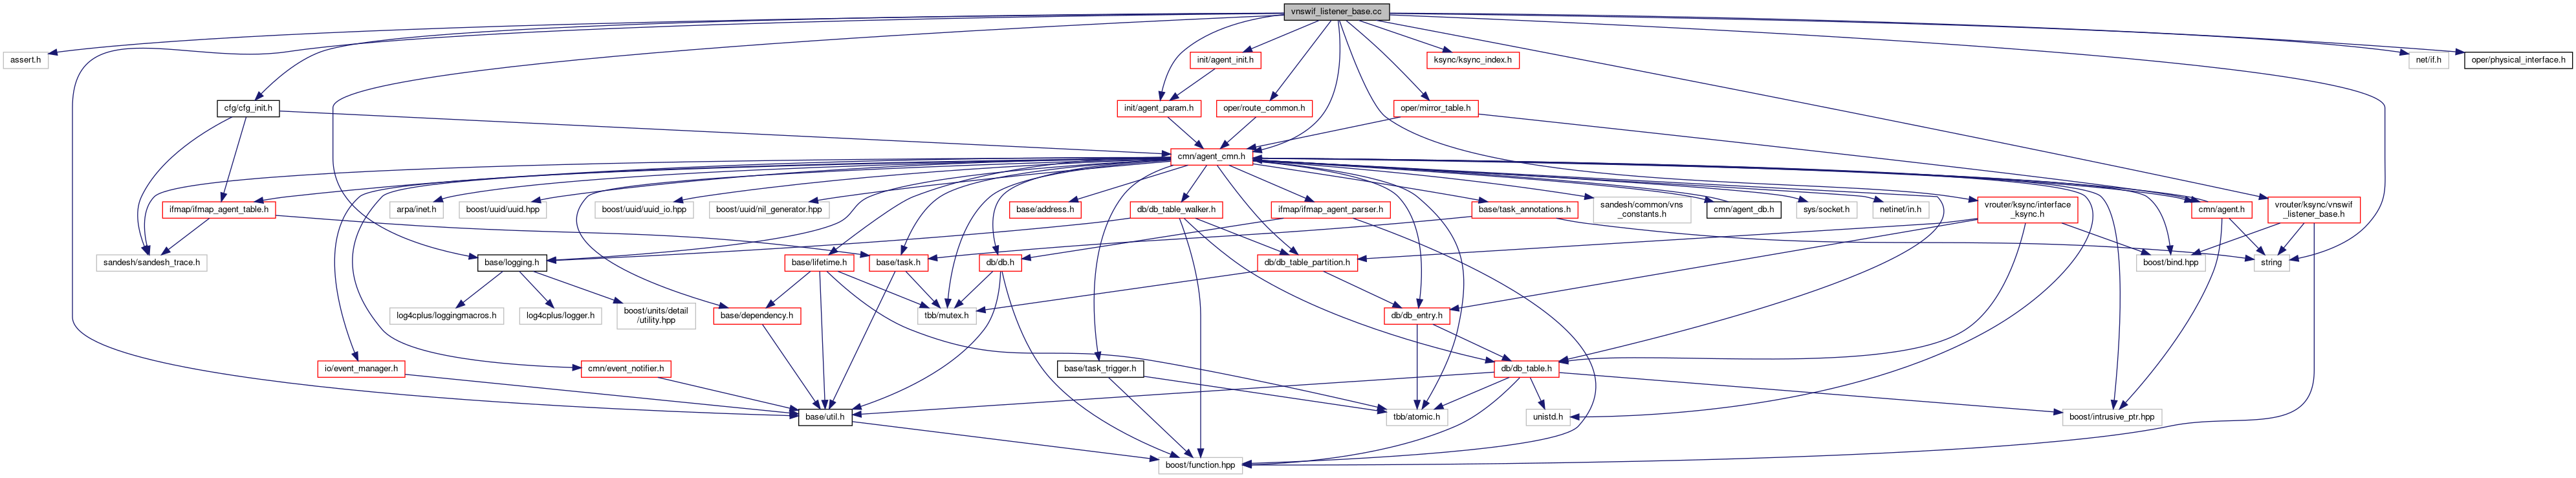 vnswif_listener_base.cc
assert.h
init/agent_init.h
ksync/ksync_index.h
net/if.h
oper/physical_interface.h
cfg/cfg_init.h
init/agent_param.h
oper/route_common.h
oper/mirror_table.h
cmn/agent_cmn.h
ifmap/ifmap_agent_table.h
arpa/inet.h
boost/uuid/uuid.hpp
boost/uuid/uuid_io.hpp
boost/uuid/nil_generator.hpp
base/address.h
db/db_table_walker.h
ifmap/ifmap_agent_parser.h
base/task_annotations.h
sandesh/common/vns
_constants.h
cmn/agent_db.h
sys/socket.h
netinet/in.h
vrouter/ksync/interface
_ksync.h
cmn/agent.h
vrouter/ksync/vnswif
_listener_base.h
sandesh/sandesh_trace.h
base/logging.h
base/lifetime.h
base/task.h
db/db.h
db/db_table_partition.h
boost/bind.hpp
string
log4cplus/loggingmacros.h
log4cplus/logger.h
boost/units/detail
/utility.hpp
base/dependency.h
tbb/mutex.h
db/db_entry.h
io/event_manager.h
cmn/event_notifier.h
base/task_trigger.h
db/db_table.h
base/util.h
tbb/atomic.h
unistd.h
boost/intrusive_ptr.hpp
boost/function.hpp